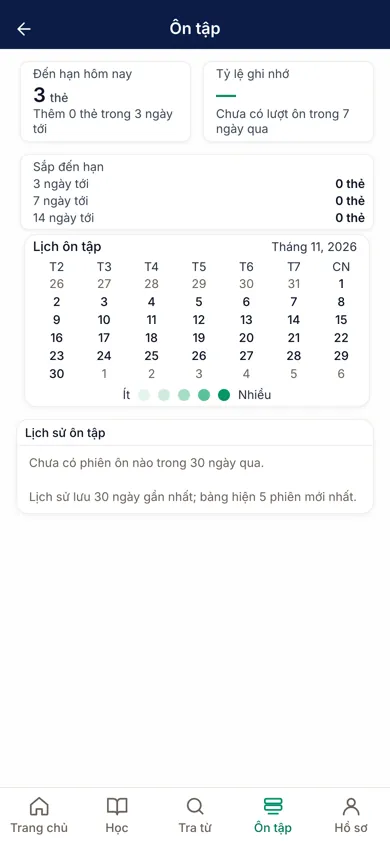 Ôn tập
Đến hạn hôm nay
3 thẻ
Thêm 0 thẻ trong 3 ngày
tới
Tỷ lệ ghi nhớ
—
Chưa có lượt ôn trong 7
ngày qua
Sắp đến hạn
3 ngày tới 0 thẻ
7 ngày tới 0 thẻ
14 ngày tới 0 thẻ
Lịch ôn tập Tháng 11, 2026
T2 T3 T4 T5 T6 T7 CN
26 27 28 29 30 31 1
2 3 4 5 6 7 8
9 10 11 12 13 14 15
16 17 18 19 20 21 22
23 24 25 26 27 28 29
30 1 2 3 4 5 6
Ít Nhiều
Lịch sử ôn tập
Chưa có phiên ôn nào trong 30 ngày qua.
Lịch sử lưu 30 ngày gần nhất; bảng hiện 5 phiên mới nhất.
Trang chủ Học Tra từ Ôn tập Hồ sơ